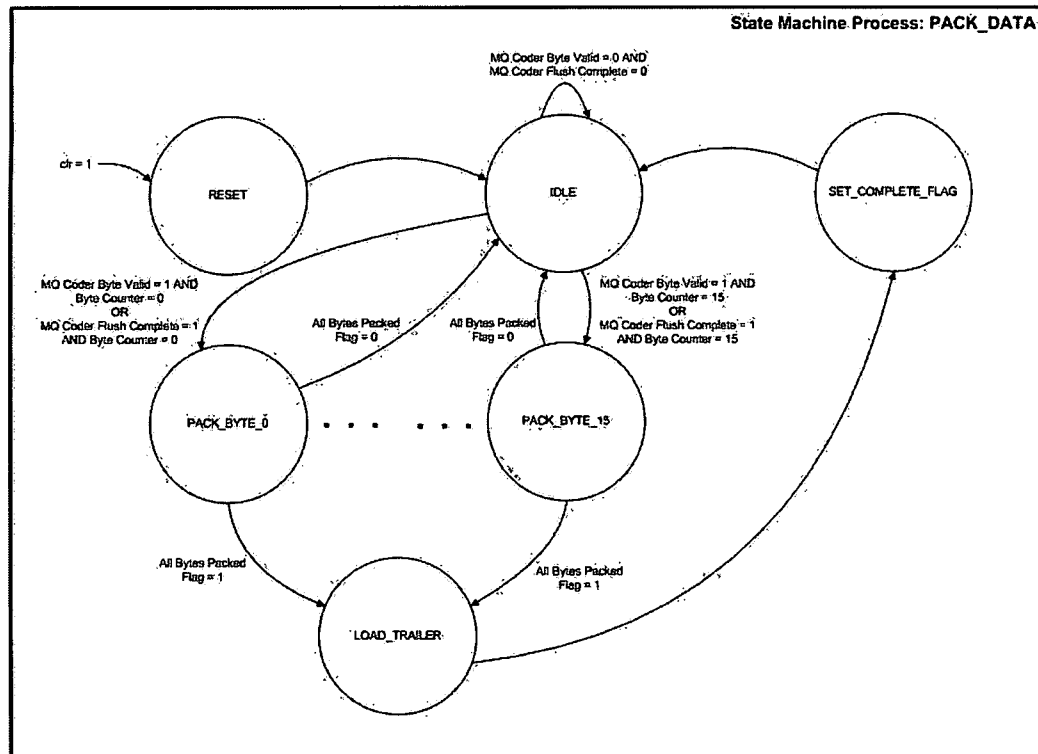 State Machine Process: PACK_DATA
MQ Coder Byte Valid = 0 AND
MQ Coder Flush Complete = 0
clr = 1
RESET
IDLE
SET_COMPLETE_FLAG
MQ Coder Byte Valid = 1 AND
Byte Counter = 0
OR
MQ Coder Flush Complete = 1
AND Byte Counter = 0
All Bytes Packed
Flag = 0
All Bytes Packed
Flag = 0
MQ Coder Byte Valid = 1 AND
Byte Counter = 15
OR
MQ Coder Flush Complete = 1
AND Byte Counter = 15
PACK_BYTE_0
PACK_BYTE_15
All Bytes Packed
Flag = 1
All Bytes Packed
Flag = 1
LOAD_TRAILER